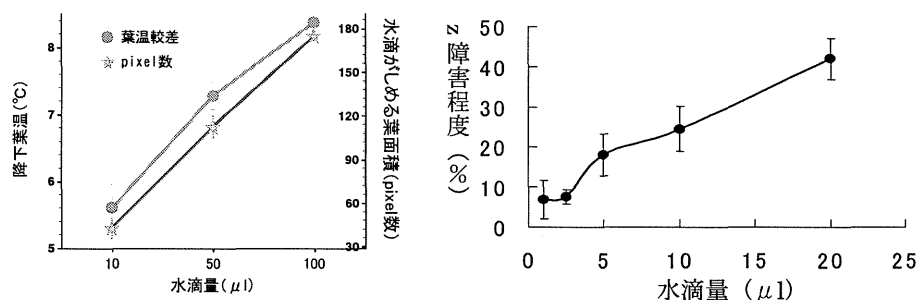 8
7
6
5
降下葉温(℃)
葉温較差
pixel数
180
150
120
90
60
30
水滴がしめる葉面積(pixel数)
10 50 100
水滴量(μl)
z 障害程度 (%)
50
40
30
20
10
0
0 5 10 15 20 25
水滴量 (μl)